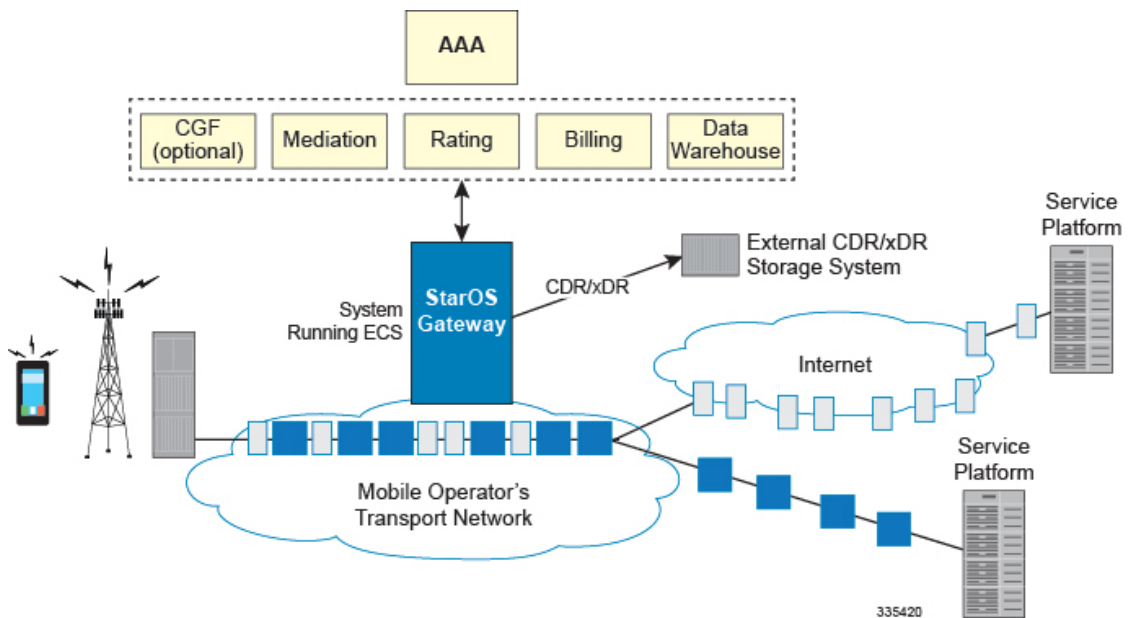 AAA
CGF
(optional)
Mediation
Rating
Billing
Data
Warehouse
Service
Platform
External CDR/xDR
Storage System
CDR/xDR
StarOS
Gateway
System
Running ECS
Internet
Mobile Operator's
Transport Network
Service
Platform
335420